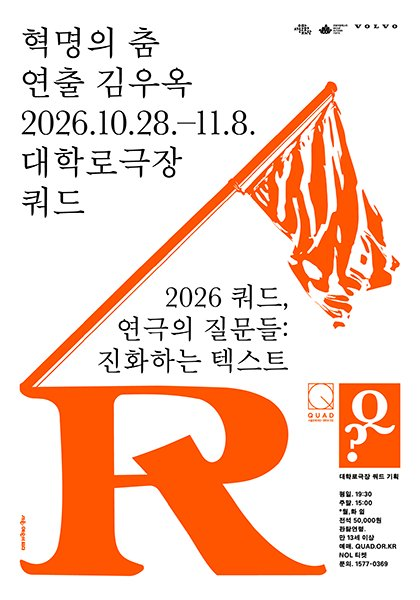 VOLVO
혁명의 춤
연출 김우옥
2026.10.28.–11.8.
대학로극장
쿼드
2026 쿼드,
연극의 질문들:
진화하는 텍스트
R
QUAD
Q
?
대학로극장 쿼드 기획
평일. 19:30
주말. 15:00
전석 50,000원
관람연령.
만 13세 이상
예매. QUAD.OR.KR
NOL 티켓
문의. 1577-0369